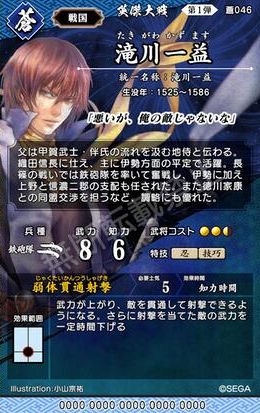 蒼
戦国
英傑大戦
第1弾
蒼046
たきがわかずます
滝川一益
統一名称：滝川一益
生没年：1525～1586
「悪いが、俺の敵じゃないな」
父は甲賀武士・伴氏の流れを汲む地侍と伝わる。
織田信長に仕え、主に伊勢方面の平定で活躍。長
篠の戦いでは鉄砲隊を率いて奮戦し、伊勢に加え
上野と信濃二郡の支配も任された。また徳川家康
との同盟交渉を担うなど、調略にも優れた。
兵種
武力
知力
武将コスト
鉄砲隊
8
6
特技
忍
技巧
じゃくたいかんつうしゃげき
弱体貫通射撃
必要士気
5
効果時間
知力時間
効果範囲
武力が上がり、敵を貫通して射撃できる
ようになる。さらに射撃を当てた敵の武力を
一定時間下げる
Illustration:小山宗祐
©SEGA
0000-0000-0000-0000-0000